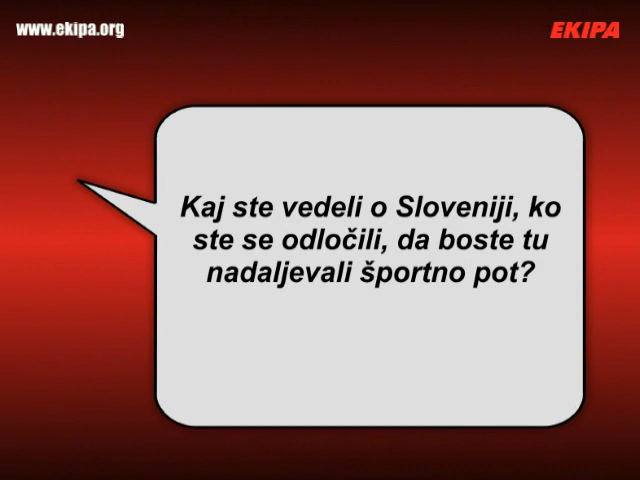 www.ekipa.org
EKIPA
Kaj ste vedeli o Sloveniji, ko
ste se odločili, da boste tu
nadaljevali športno pot?